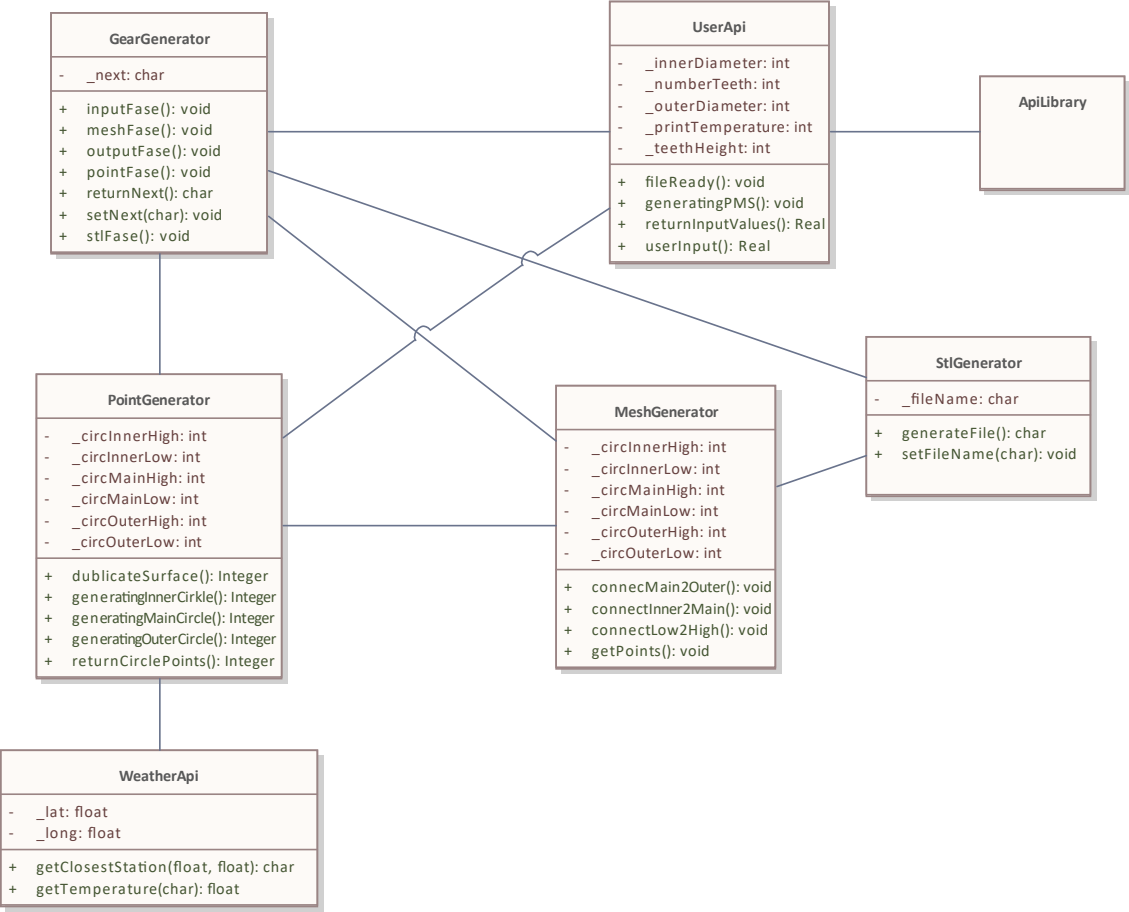 GearGenerator
- _next: char
+ inputFase(): void
+ meshFase(): void
+ outputFase(): void
+ pointFase(): void
+ returnNext(): char
+ setNext(char): void
+ stlFase(): void
UserApi
- _innerDiameter: int
- _numberTeeth: int
- _outerDiameter: int
- _printTemperature: int
- _teethHeight: int
+ fileReady(): void
+ generatingPMS(): void
+ returnInputValues(): Real
+ userInput(): Real
ApiLibrary
StlGenerator
- _fileName: char
+ generateFile(): char
+ setFileName(char): void
PointGenerator
- _circInnerHigh: int
- _circInnerLow: int
- _circMainHigh: int
- _circMainLow: int
- _circOuterHigh: int
- _circOuterLow: int
+ dublicateSurface(): Integer
+ generatingInnerCirkle(): Integer
+ generatingMainCircle(): Integer
+ generatingOuterCircle(): Integer
+ returnCirclePoints(): Integer
MeshGenerator
- _circInnerHigh: int
- _circInnerLow: int
- _circMainHigh: int
- _circMainLow: int
- _circOuterHigh: int
- _circOuterLow: int
+ connecMain2Outer(): void
+ connectInner2Main(): void
+ connectLow2High(): void
+ getPoints(): void
WeatherApi
- _lat: float
- _long: float
+ getClosestStation(float, float): char
+ getTemperature(char): float